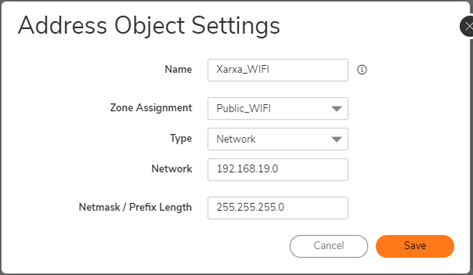 Address Object Settings
Name Xarxa_WIFI
Zone Assignment Public_WIFI
Type Network
Network 192.168.19.0
Netmask / Prefix Length 255.255.255.0
Cancel Save